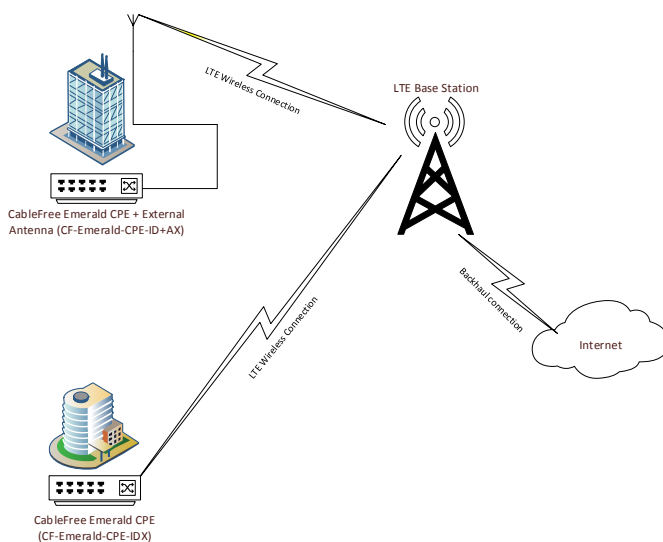 LTE Wireless Connection
LTE Base Station
CableFree Emerald CPE + External
Antenna (CF-Emerald-CPE-ID+AX)
Backhaul connection
LTE Wireless Connection
Internet
CableFree Emerald CPE
(CF-Emerald-CPE-IDX)